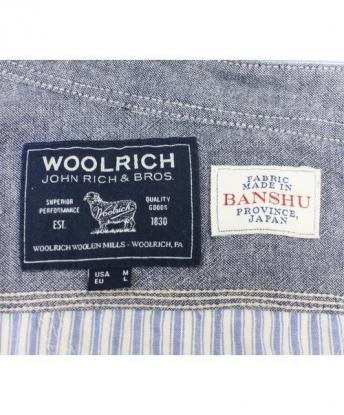 WOOLRICH
JOHN RICH & BROS.
SUPERIOR PERFORMANCE
Woolrich
QUALITY GOODS
EST.
1830
WOOLRICH WOOLEN MILLS - WOOLRICH, PA
USA M
EU L
FABRIC
MADE IN
BANSHU
PROVINCE,
JAPAN